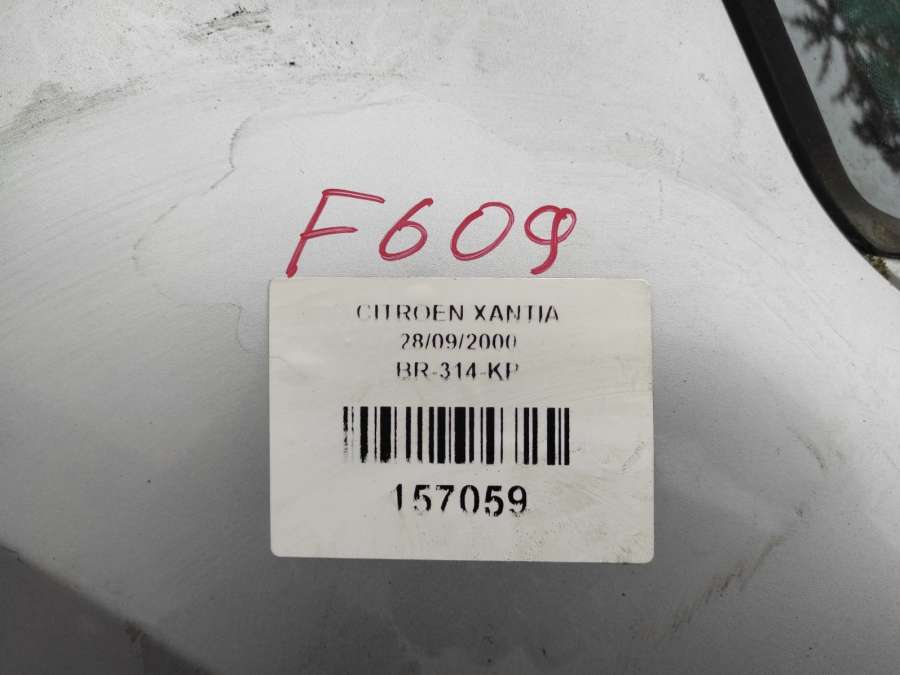 F609
CITROEN XANTIA
28/09/2000
BR-314-KP
157059